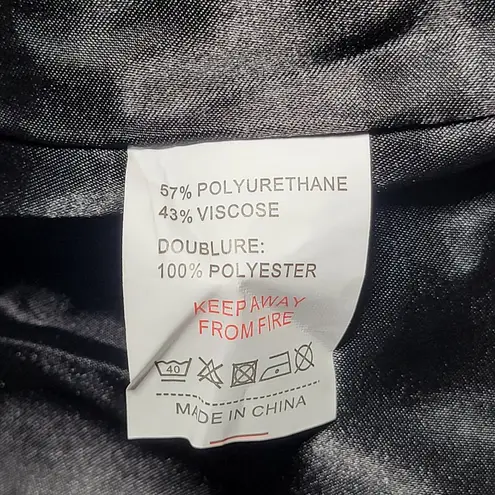 57% POLYURETHANE
43% VISCOSE
DOUBLURE:
100% POLYESTER
KEEP AWAY
FROM FIRE
40
MADE IN CHINA